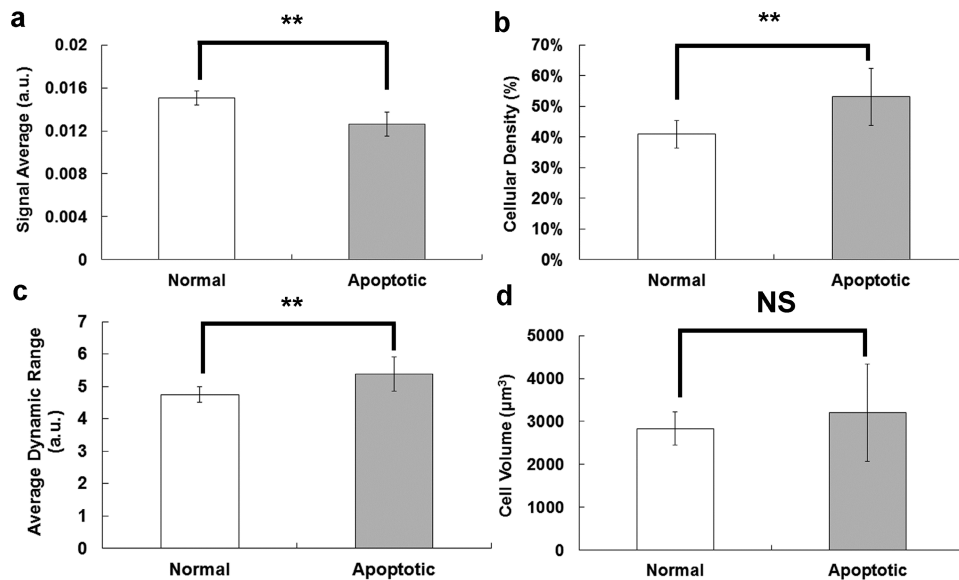 a
**
Signal Average (a.u.)
0.02
0.016
0.012
0.008
0.004
0
Normal
Apoptotic
b
**
Cellular Density (%)
70%
60%
50%
40%
30%
20%
10%
0%
Normal
Apoptotic
c
**
Average Dynamic Range
(a.u.)
7
6
5
4
3
2
1
0
Normal
Apoptotic
d
NS
Cell Volume (µm³)
5000
4000
3000
2000
1000
0
Normal
Apoptotic